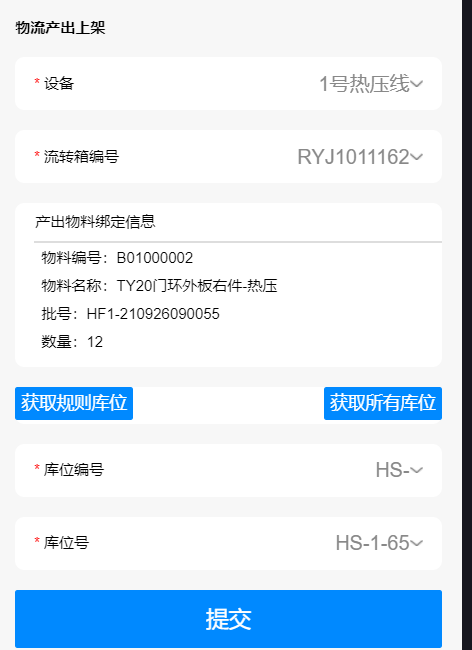 物流产出上架
* 设备 1号热压线
* 流转箱编号 RYJ1011162
产出物料绑定信息
物料编号：B01000002
物料名称：TY20门环外板右件-热压
批号：HF1-210926090055
数量：12
获取规则库位 获取所有库位
* 库位编号 HS-
* 库位号 HS-1-65
提交